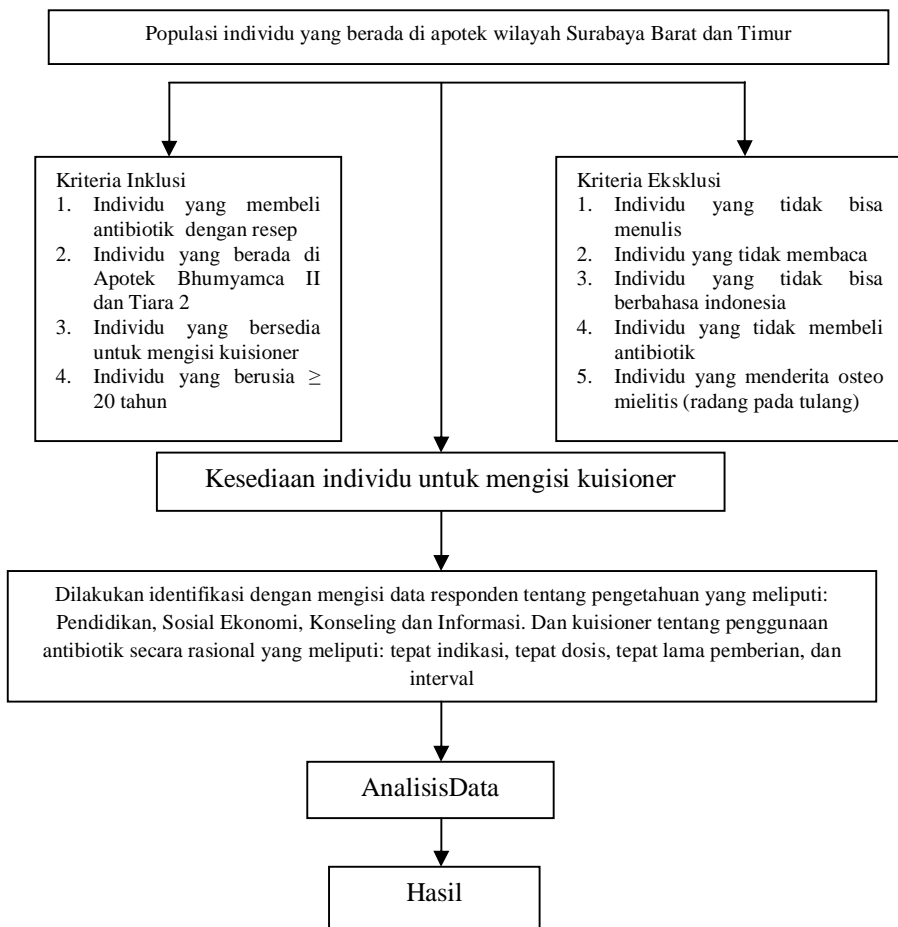 Populasi individu yang berada di apotek wilayah Surabaya Barat dan Timur
Kriteria Inklusi
1. Individu yang membeli
antibiotik dengan resep
2. Individu yang berada di
Apotek Bhumyamca II
dan Tiara 2
3. Individu yang bersedia
untuk mengisi kuisioner
4. Individu yang berusia ≥
20 tahun
Kriteria Eksklusi
1. Individu yang tidak bisa
menulis
2. Individu yang tidak membaca
3. Individu yang tidak bisa
berbahasa indonesia
4. Individu yang tidak membeli
antibiotik
5. Individu yang menderita osteo
mielitis (radang pada tulang)
Kesediaan individu untuk mengisi kuisioner
Dilakukan identifikasi dengan mengisi data responden tentang pengetahuan yang meliputi:
Pendidikan, Sosial Ekonomi, Konseling dan Informasi. Dan kuisioner tentang penggunaan
antibiotik secara rasional yang meliputi: tepat indikasi, tepat dosis, tepat lama pemberian, dan
interval
AnalisisData
Hasil